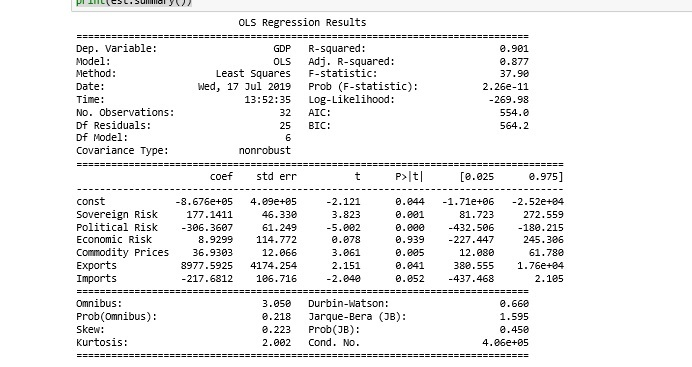 print(est.summary())
OLS Regression Results
==============================================================================
Dep. Variable: GDP R-squared: 0.901
Model: OLS Adj. R-squared: 0.877
Method: Least Squares F-statistic: 37.90
Date: Wed, 17 Jul 2019 Prob (F-statistic): 2.26e-11
Time: 13:52:35 Log-Likelihood: -269.98
No. Observations: 32 AIC: 554.0
Df Residuals: 25 BIC: 564.2
Df Model: 6
Covariance Type: nonrobust
====================================================================================
coef std err t P>|t| [0.025 0.975]
------------------------------------------------------------------------------------
const -8.676e+05 4.09e+05 -2.121 0.044 -1.71e+06 -2.52e+04
Sovereign Risk 177.1411 46.330 3.823 0.001 81.723 272.559
Political Risk -306.3607 61.249 -5.002 0.000 -432.506 -180.215
Economic Risk 8.9299 114.772 0.078 0.939 -227.447 245.306
Commodity Prices 36.9303 12.066 3.061 0.005 12.080 61.780
Exports 8977.5925 4174.254 2.151 0.041 380.555 1.76e+04
Imports -217.6812 106.716 -2.040 0.052 -437.468 2.105
==============================================================================
Omnibus: 3.050 Durbin-Watson: 0.660
Prob(Omnibus): 0.218 Jarque-Bera (JB): 1.595
Skew: 0.223 Prob(JB): 0.450
Kurtosis: 2.002 Cond. No. 4.06e+05
==============================================================================